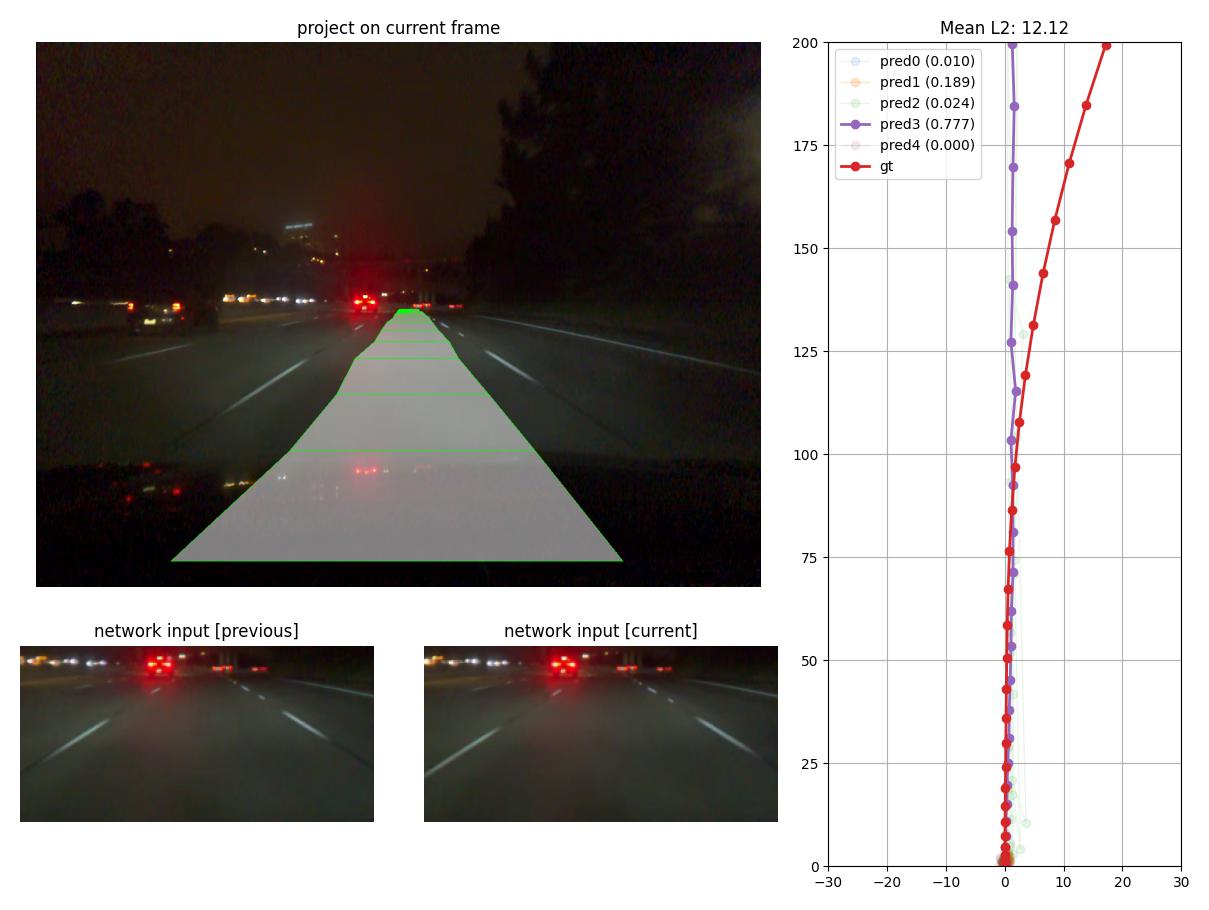 project on current frame
Mean L2: 12.12
200
175
150
125
100
75
50
25
0
−30
−20
−10
0
10
20
30
pred0 (0.010)
pred1 (0.189)
pred2 (0.024)
pred3 (0.777)
pred4 (0.000)
gt
network input [previous]
network input [current]